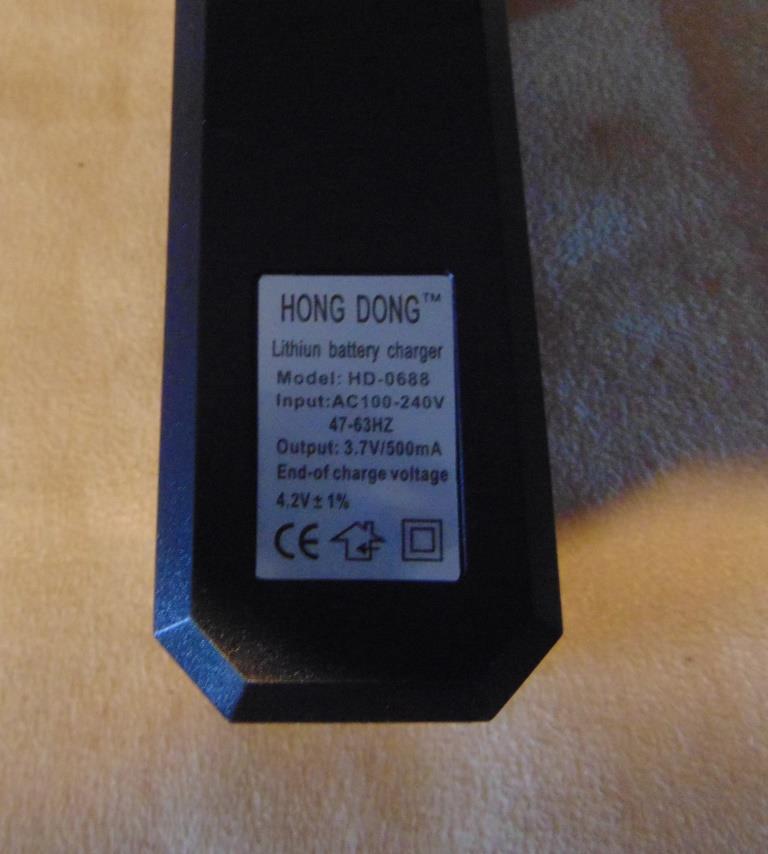 HONG DONG™
Lithiun battery charger
Model: HD-0688
Input:AC100-240V
47-63HZ
Output: 3.7V/500mA
End-of charge voltage
4.2V±1%
CE